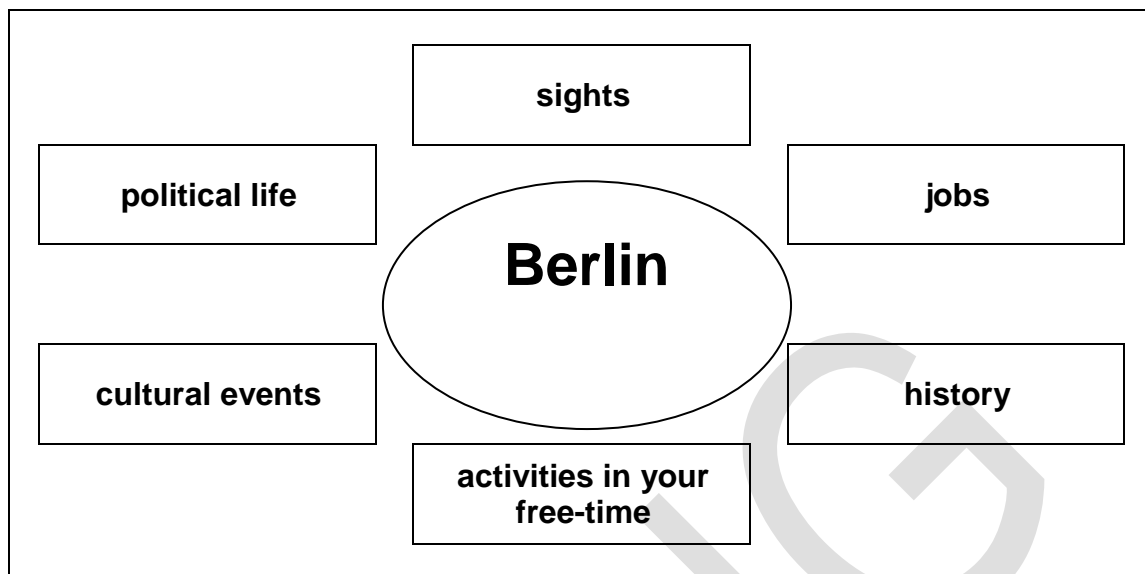 sights
political life
jobs
Berlin
cultural events
history
activities in your
free-time